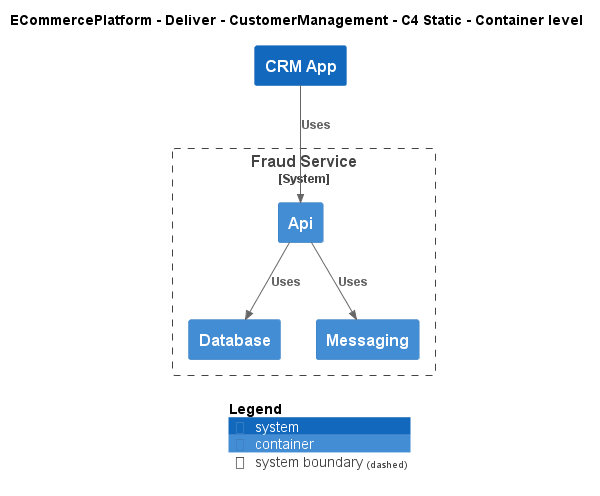 ECommercePlatform - Deliver - CustomerManagement - C4 Static - Container level
CRM App
Uses
Fraud Service
[System]
Api
Uses
Uses
Database
Messaging
Legend
system
container
system boundary (dashed)